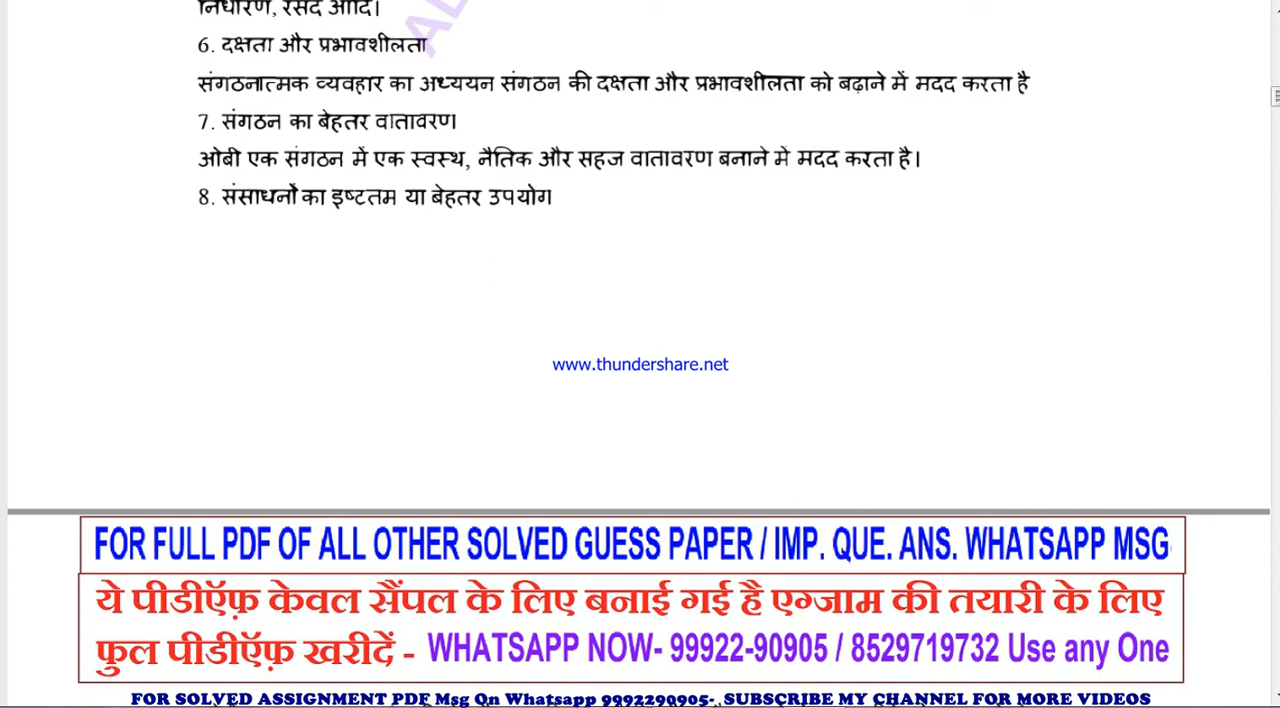 निर्धारण, रसद आदि।
6. दक्षता और प्रभावशीलता
संगठनात्मक व्यवहार का अध्ययन संगठन की दक्षता और प्रभावशीलता को बढ़ाने में मदद करता है
7. संगठन का बेहतर वातावरण
ओबी एक संगठन में एक स्वस्थ, नैतिक और सहज वातावरण बनाने में मदद करता है।
8. संसाधनों का इष्टतम या बेहतर उपयोग
www.thundershare.net
FOR FULL PDF OF ALL OTHER SOLVED GUESS PAPER / IMP. QUE. ANS. WHATSAPP MSG
ये पीडीऍफ़ केवल सैंपल के लिए बनाई गई है एग्जाम की तयारी के लिए
फुल पीडीऍफ़ खरीदें - WHATSAPP NOW- 99922-90905 / 8529719732 Use any One
FOR SOLVED ASSIGNMENT PDF Msg On Whatsapp 9992290905-, SUBSCRIBE MY CHANNEL FOR MORE VIDEOS